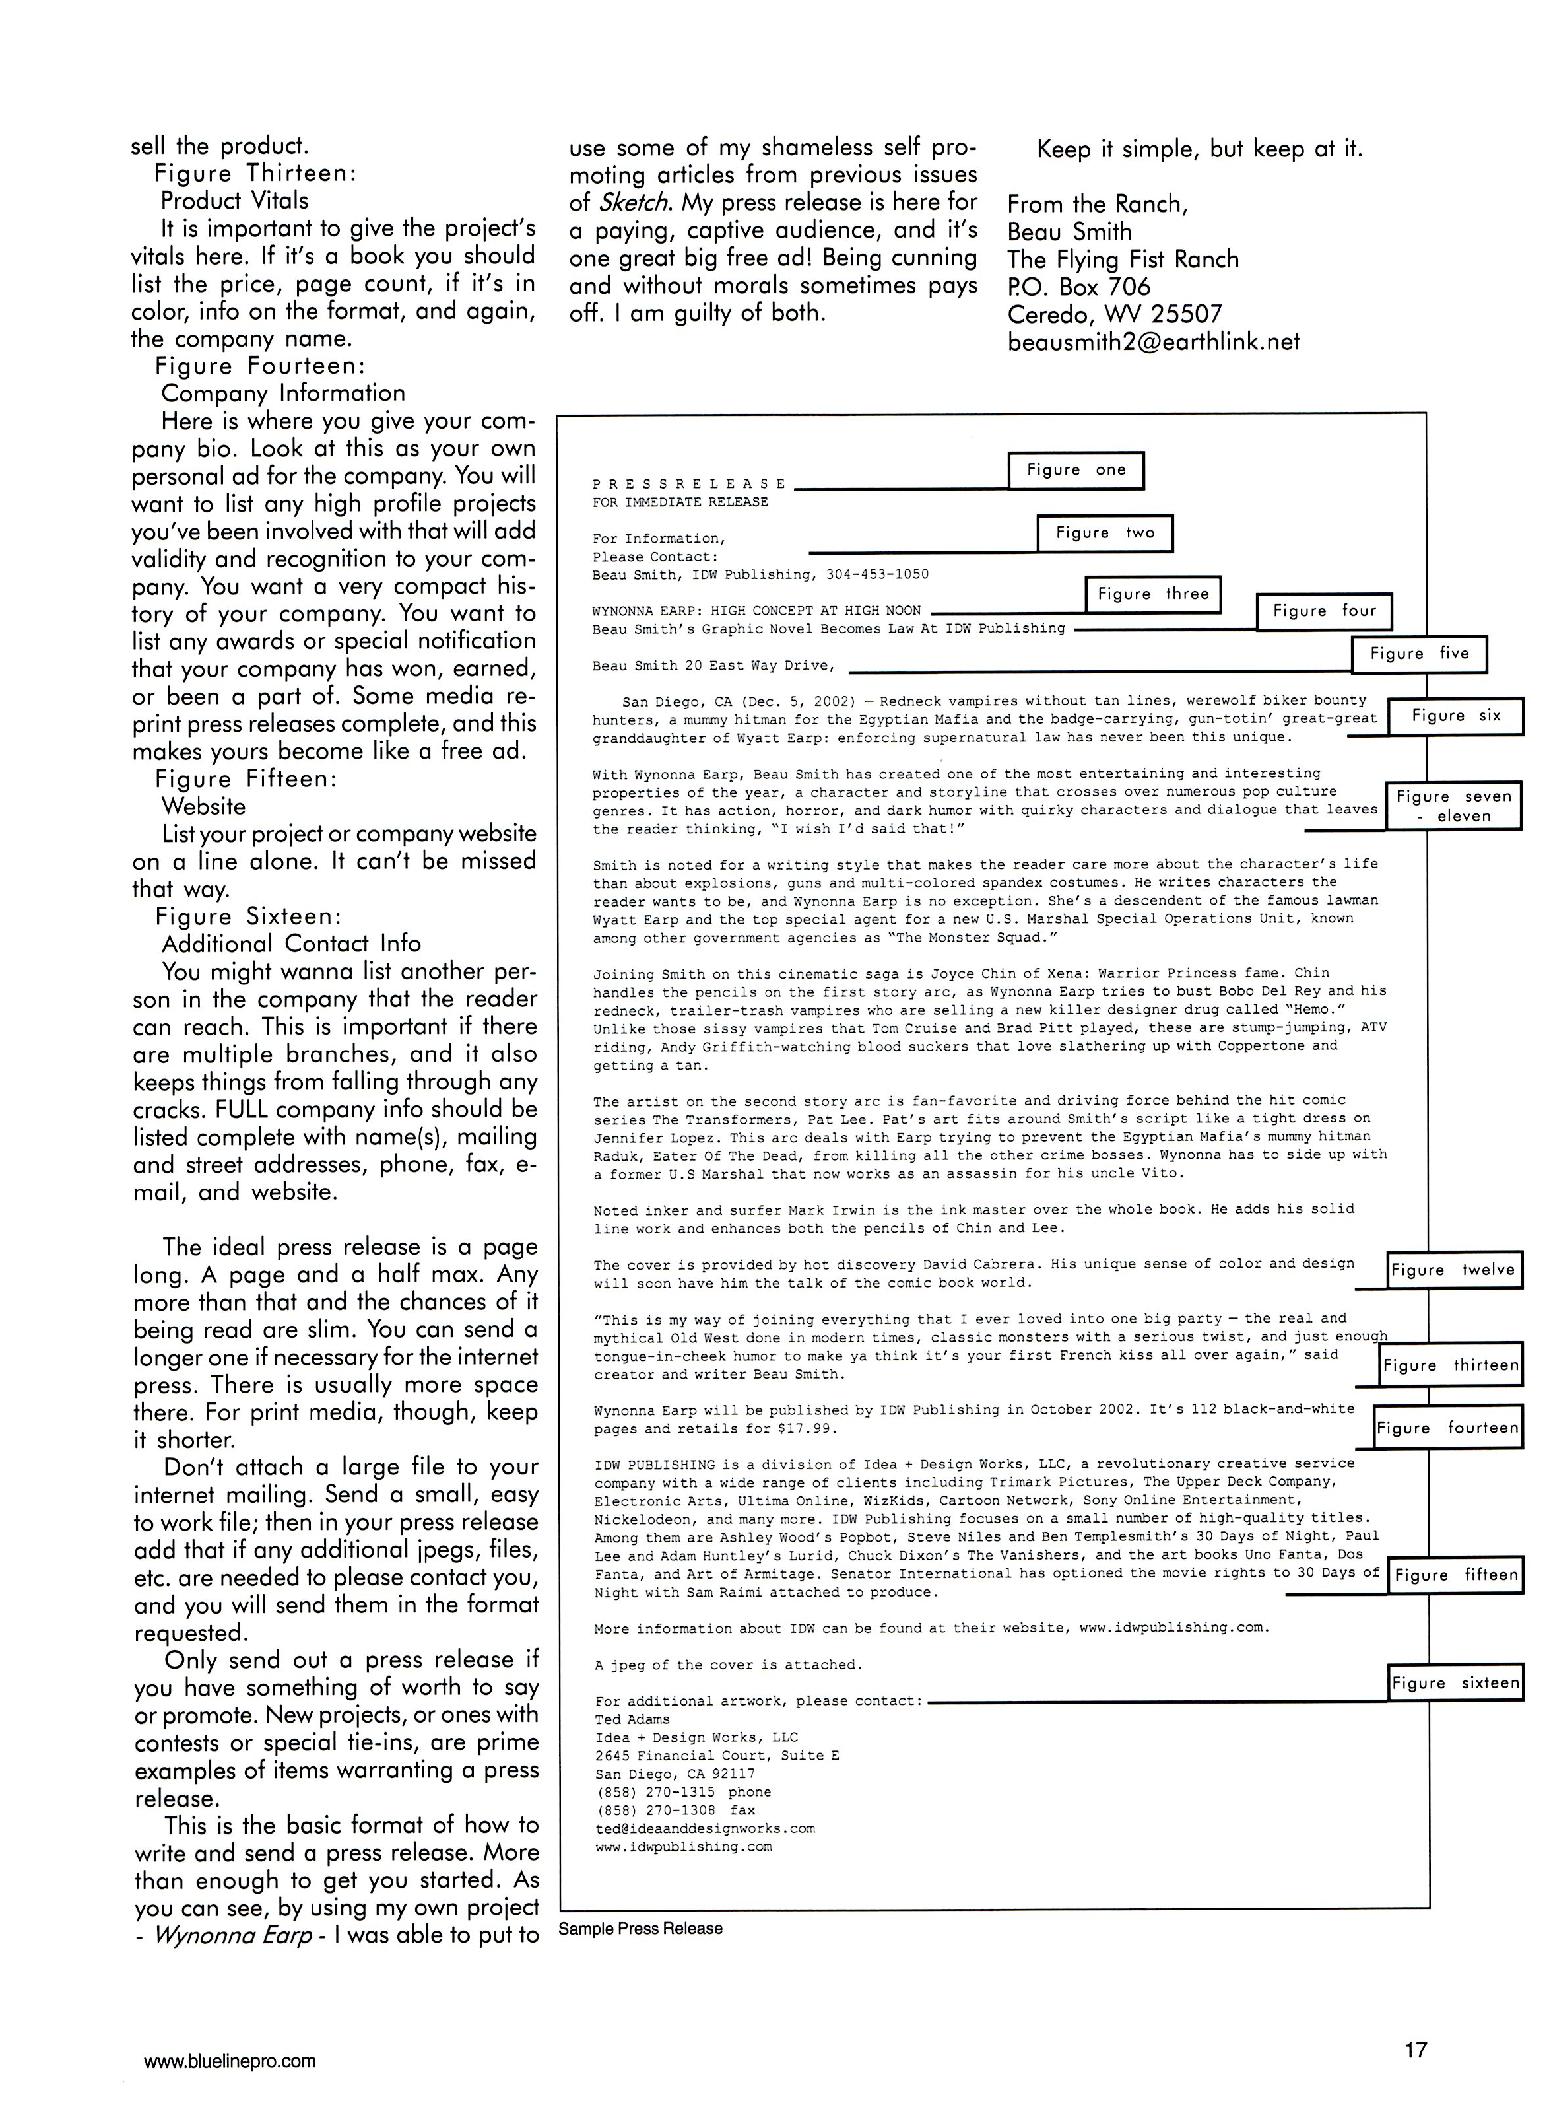 sell the product.
Figure Thirteen:
Product Vitals
It is important to give the project's
vitals here. If it's a book you should
list the price, page count, if it's in
color, info on the format, and again,
the company name.
Figure Fourteen:
Company Information
Here is where you give your com-
pany bio. Look at this as your own
personal ad for the company. You will
want to list any high profile projects
you've been involved with that will add
validity and recognition to your com-
pany. You want a very compact his-
tory of your company. You want to
list any awards or special notification
that your company has won, earned,
or been a part of. Some media re-
print press releases complete, and this
makes yours become like a free ad.
Figure Fifteen:
Website
List your project or company website
on a line alone. It can't be missed
that way.
Figure Sixteen:
Additional Contact Info
You might wanna list another per-
son in the company that the reader
can reach. This is important if there
are multiple branches, and it also
keeps things from falling through any
cracks. FULL company info should be
listed complete with name(s), mailing
and street addresses, phone, fax, e-
mail, and website.
The ideal press release is a page
long. A page and a half max. Any
more than that and the chances of it
being read are slim. You can send a
longer one if necessary for the internet
press. There is usually more space
there. For print media, though, keep
it shorter.
Don't attach a large file to your
internet mailing. Send a small, easy
to work file; then in your press release
add that if any additional jpegs, files,
etc. are needed to please contact you,
and you will send them in the format
requested.
Only send out a press release if
you have something of worth to say
or promote. New projects, or ones with
contests or special tie-ins, are prime
examples of items warranting a press
release.
This is the basic format of how to
write and send a press release. More
than enough to get you started. As
you can see, by using my own project
- Wynonna Earp - I was able to put to
use some of my shameless self pro-
moting articles from previous issues
of Sketch. My press release is here for
a paying, captive audience, and it's
one great big free ad! Being cunning
and without morals sometimes pays
off. I am guilty of both.
Keep it simple, but keep at it.
From the Ranch,
Beau Smith
The Flying Fist Ranch
P.O. Box 706
Ceredo, WV 25507
beausmith2@earthlink.net
P R E S S R E L E A S E
Figure one
FOR IMMEDIATE RELEASE
For Information,
Figure two
Please Contact:
Beau Smith, IDW Publishing, 304-453-1050
WYNONNA EARP: HIGH CONCEPT AT HIGH NOON
Figure three
Beau Smith's Graphic Novel Becomes Law At IDW Publishing
Figure four
Beau Smith 20 East Way Drive,
Figure five
San Diego, CA (Dec. 5, 2002) – Redneck vampires without tan lines, werewolf biker bounty
hunters, a mummy hitman for the Egyptian Mafia and the badge-carrying, gun-totin' great-great
granddaughter of Wyatt Earp: enforcing supernatural law has never been this unique.
Figure six
With Wynonna Earp, Beau Smith has created one of the most entertaining and interesting
properties of the year, a character and storyline that crosses over numerous pop culture
genres. It has action, horror, and dark humor with quirky characters and dialogue that leaves
the reader thinking, "I wish I'd said that!"
Figure seven
- eleven
Smith is noted for a writing style that makes the reader care more about the character's life
than about explosions, guns and multi-colored spandex costumes. He writes characters the
reader wants to be, and Wynonna Earp is no exception. She's a descendent of the famous lawman
Wyatt Earp and the top special agent for a new U.S. Marshal Special Operations Unit, known
among other government agencies as "The Monster Squad."
Joining Smith on this cinematic saga is Joyce Chin of Xena: Warrior Princess fame. Chin
handles the pencils on the first story arc, as Wynonna Earp tries to bust Bobo Del Rey and his
redneck, trailer-trash vampires who are selling a new killer designer drug called "Hemo."
Unlike those sissy vampires that Tom Cruise and Brad Pitt played, these are stump-jumping, ATV
riding, Andy Griffith-watching blood suckers that love slathering up with Coppertone and
getting a tan.
The artist on the second story arc is fan-favorite and driving force behind the hit comic
series The Transformers, Pat Lee. Pat's art fits around Smith's script like a tight dress on
Jennifer Lopez. This arc deals with Earp trying to prevent the Egyptian Mafia's mummy hitman
Raduk, Eater Of The Dead, from killing all the other crime bosses. Wynonna has to side up with
a former U.S Marshal that now works as an assassin for his uncle Vito.
Noted inker and surfer Mark Irwin is the ink master over the whole book. He adds his solid
line work and enhances both the pencils of Chin and Lee.
The cover is provided by hot discovery David Cabrera. His unique sense of color and design
will soon have him the talk of the comic book world.
Figure twelve
"This is my way of joining everything that I ever loved into one big party – the real and
mythical Old West done in modern times, classic monsters with a serious twist, and just enough
tongue-in-cheek humor to make ya think it's your first French kiss all over again," said
creator and writer Beau Smith.
Figure thirteen
Wynonna Earp will be published by IDW Publishing in October 2002. It's 112 black-and-white
pages and retails for $17.99.
Figure fourteen
IDW PUBLISHING is a division of Idea + Design Works, LLC, a revolutionary creative service
company with a wide range of clients including Trimark Pictures, The Upper Deck Company,
Electronic Arts, Ultima Online, WizKids, Cartoon Network, Sony Online Entertainment,
Nickelodeon, and many more. IDW Publishing focuses on a small number of high-quality titles.
Among them are Ashley Wood's Popbot, Steve Niles and Ben Templesmith's 30 Days of Night, Paul
Lee and Adam Huntley's Lurid, Chuck Dixon's The Vanishers, and the art books Uno Fanta, Dos
Fanta, and Art of Armitage. Senator International has optioned the movie rights to 30 Days of
Night with Sam Raimi attached to produce.
Figure fifteen
More information about IDW can be found at their website, www.idwpublishing.com.
A jpeg of the cover is attached.
For additional artwork, please contact:
Figure sixteen
Ted Adams
Idea + Design Works, LLC
2645 Financial Court, Suite E
San Diego, CA 92117
(858) 270-1315 phone
(858) 270-1308 fax
ted@ideaanddesignworks.com
www.idwpublishing.com
Sample Press Release
www.bluelinepro.com
17